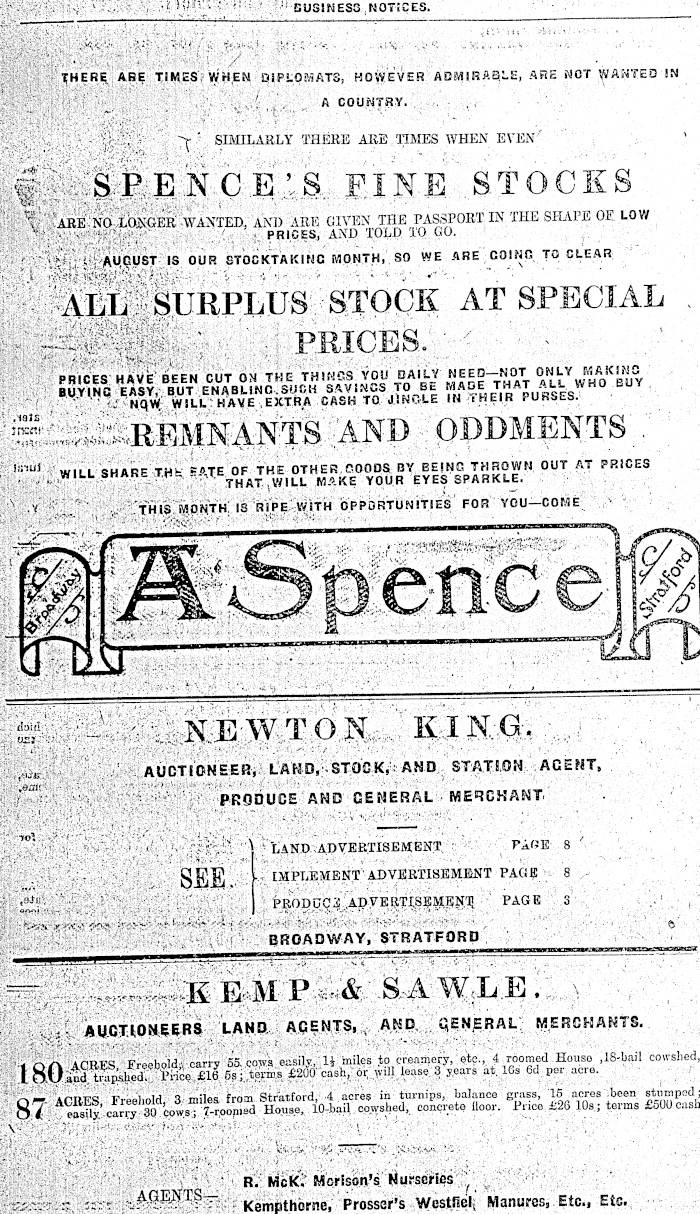 BUSINESS NOTICES.
THERE ARE TIMES WHEN DIPLOMATS, HOWEVER ADMIRABLE, ARE NOT WANTED IN
A COUNTRY.
SIMILARLY THERE ARE TIMES WHEN EVEN
SPENCE'S FINE STOCKS
ARE NO LONGER WANTED, AND ARE GIVEN THE PASSPORT IN THE SHAPE OF LOW
PRICES, AND TOLD TO GO.
AUGUST IS OUR STOCKTAKING MONTH, SO WE ARE GOING TO CLEAR
ALL SURPLUS STOCK AT SPECIAL
PRICES.
PRICES HAVE BEEN CUT ON THE THINGS YOU DAILY NEED—NOT ONLY MAKING
BUYING EASY, BUT ENABLING SUCH SAVINGS TO BE MADE THAT ALL WHO BUY
NOW WILL HAVE EXTRA CASH TO JINGLE IN THEIR PURSES.
REMNANTS AND ODDMENTS
WILL SHARE THE FATE OF THE OTHER GOODS BY BEING THROWN OUT AT PRICES
THAT WILL MAKE YOUR EYES SPARKLE.
THIS MONTH IS RIPE WITH OPPORTUNITIES FOR YOU—COME
Broadway A Spence Stratford
NEWTON KING.
AUCTIONEER, LAND, STOCK, AND STATION AGENT,
PRODUCE AND GENERAL MERCHANT
LAND ADVERTISEMENT PAGE 8
SEE IMPLEMENT ADVERTISEMENT PAGE 8
PRODUCE ADVERTISEMENT PAGE 3
BROADWAY, STRATFORD
KEMP & SAWLE.
AUCTIONEERS LAND AGENTS, AND GENERAL MERCHANTS.
180 ACRES, Freehold, carry 55 cows easily, 1½ miles to creamery, etc., 4 roomed House, 18-bail cowshed,
and trapshed. Price £16 5s; terms £200 cash, or will lease 3 years at 16s 6d per acre.
87 ACRES, Freehold, 3 miles from Stratford, 4 acres in turnips, balance grass, 15 acres been stumped;
easily carry 30 cows; 7-roomed House, 10-bail cowshed, concrete floor. Price £26 10s; terms £500 cash
R. McK. Morison's Nurseries
AGENTS—
Kempthorne, Prosser's Westfiel, Manures, Etc., Etc.